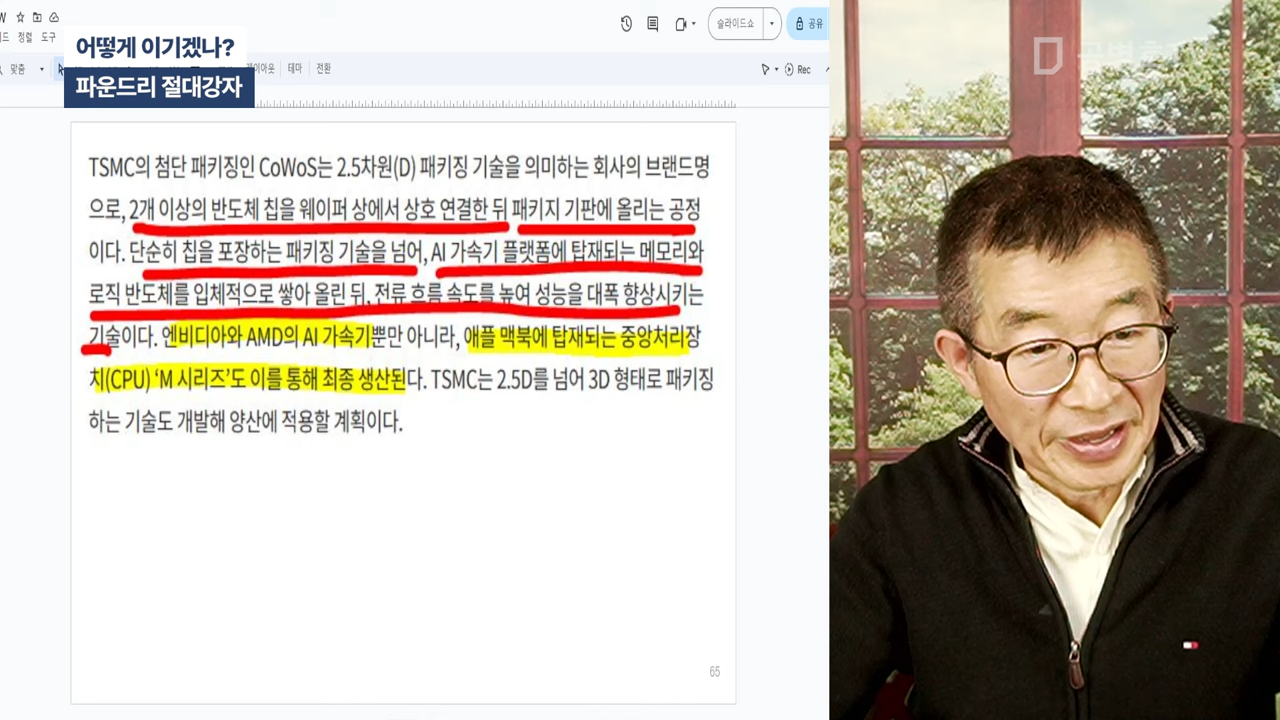 어떻게 이기겠나?
파운드리 절대강자
정렬 도구
슬라이드쇼
공유
맞춤
테마 전환
Rec
TSMC의 첨단 패키징인 CoWoS는 2.5차원(D) 패키징 기술을 의미하는 회사의 브랜드명
으로, 2개 이상의 반도체 칩을 웨이퍼 상에서 상호 연결한 뒤 패키지 기판에 올리는 공정
이다. 단순히 칩을 포장하는 패키징 기술을 넘어, AI 가속기 플랫폼에 탑재되는 메모리와
로직 반도체를 입체적으로 쌓아 올린 뒤, 전류 흐름 속도를 높여 성능을 대폭 향상시키는
기술이다. 엔비디아와 AMD의 AI 가속기뿐만 아니라, 애플 맥북에 탑재되는 중앙처리장
치(CPU) ‘M 시리즈’도 이를 통해 최종 생산된다. TSMC는 2.5D를 넘어 3D 형태로 패키징
하는 기술도 개발해 양산에 적용할 계획이다.
65